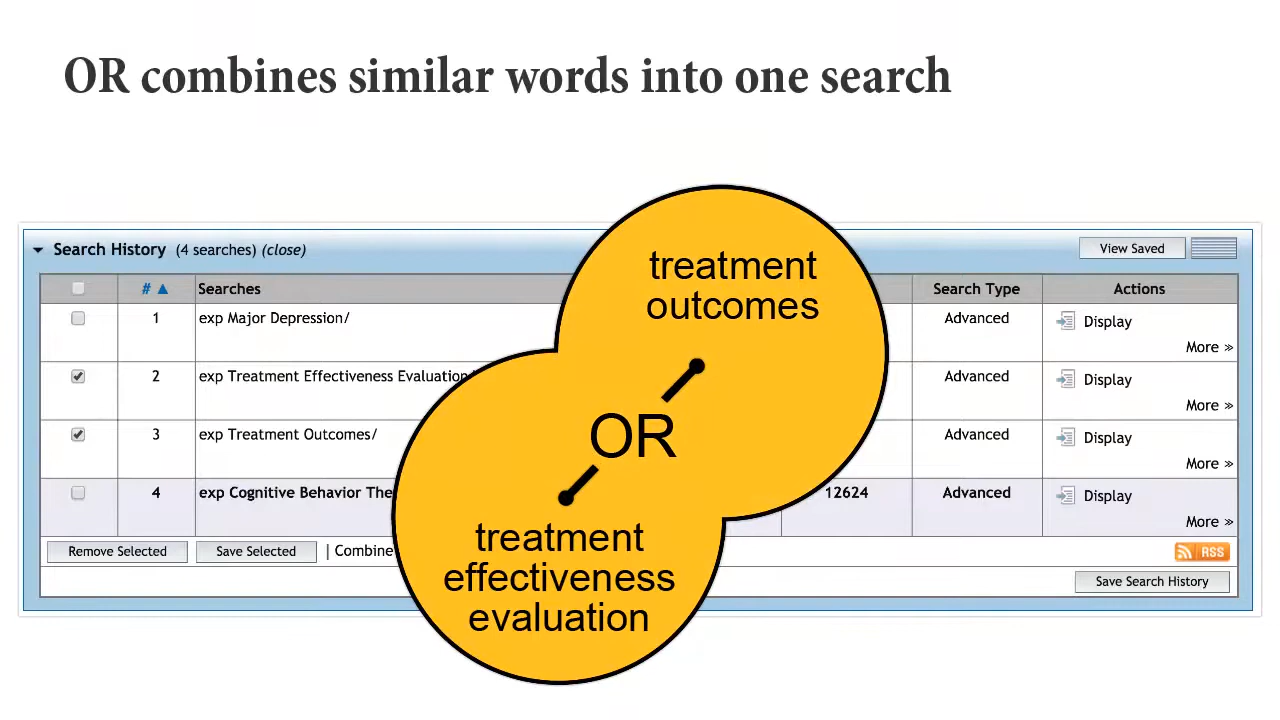 OR combines similar words into one search
Search History (4 searches) (close)
View Saved
# ▲ Searches Search Type Actions
1 exp Major Depression/ Advanced Display
More »
2 exp Treatment Effectiveness Evaluation Advanced Display
More »
3 exp Treatment Outcomes/ Advanced Display
More »
4 exp Cognitive Behavior The 12624 Advanced Display
More »
Remove Selected Save Selected | Combine
RSS
Save Search History
treatment
outcomes
OR
treatment
effectiveness
evaluation